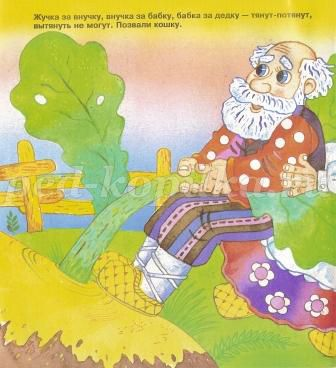 Жучка за внучку, внучка за бабку, бабка за дедку — тянут-потянут,
вытянуть не могут. Позвали кошку.